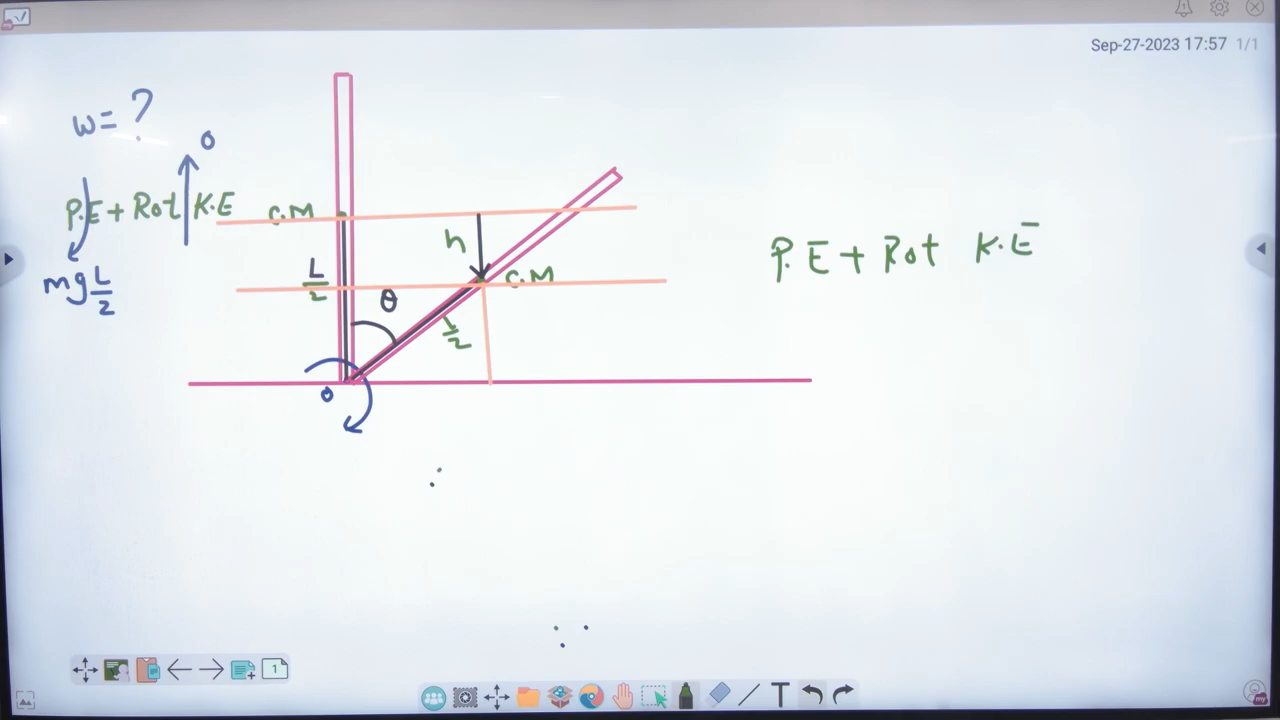 Sep-27-2023 17:57 1/1
w= ?
0
P.E + Rot K.E
mg L/2
C.M
h
C.M
L/2
θ
L/2
0
P.E + Rot K.E
1
T